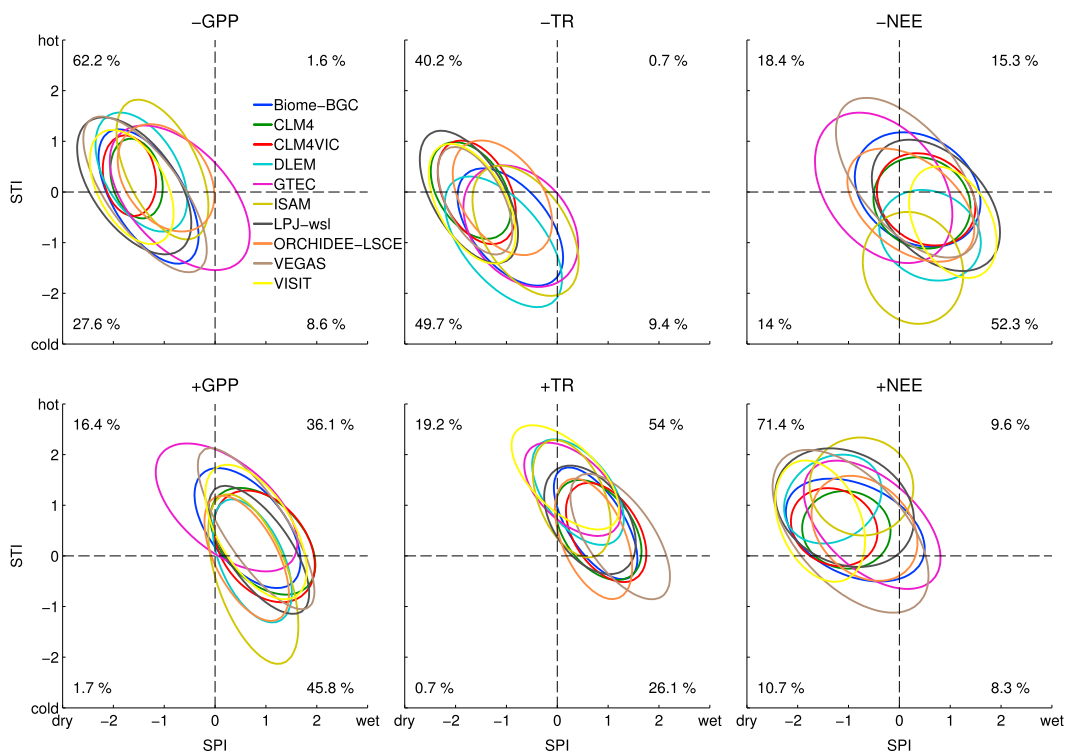 −GPP
−TR
−NEE
hot
62.2 %
1.6 %
40.2 %
0.7 %
18.4 %
15.3 %
2
1
0
−1
−2
STI
Biome−BGC
CLM4
CLM4VIC
DLEM
GTEC
ISAM
LPJ−wsl
ORCHIDEE−LSCE
VEGAS
VISIT
27.6 %
8.6 %
49.7 %
9.4 %
14 %
52.3 %
cold
+GPP
+TR
+NEE
hot
16.4 %
36.1 %
19.2 %
54 %
71.4 %
9.6 %
2
1
0
−1
−2
STI
1.7 %
45.8 %
0.7 %
26.1 %
10.7 %
8.3 %
cold
dry −2 −1 0 1 2 wet
dry −2 −1 0 1 2 wet
dry −2 −1 0 1 2 wet
SPI
SPI
SPI